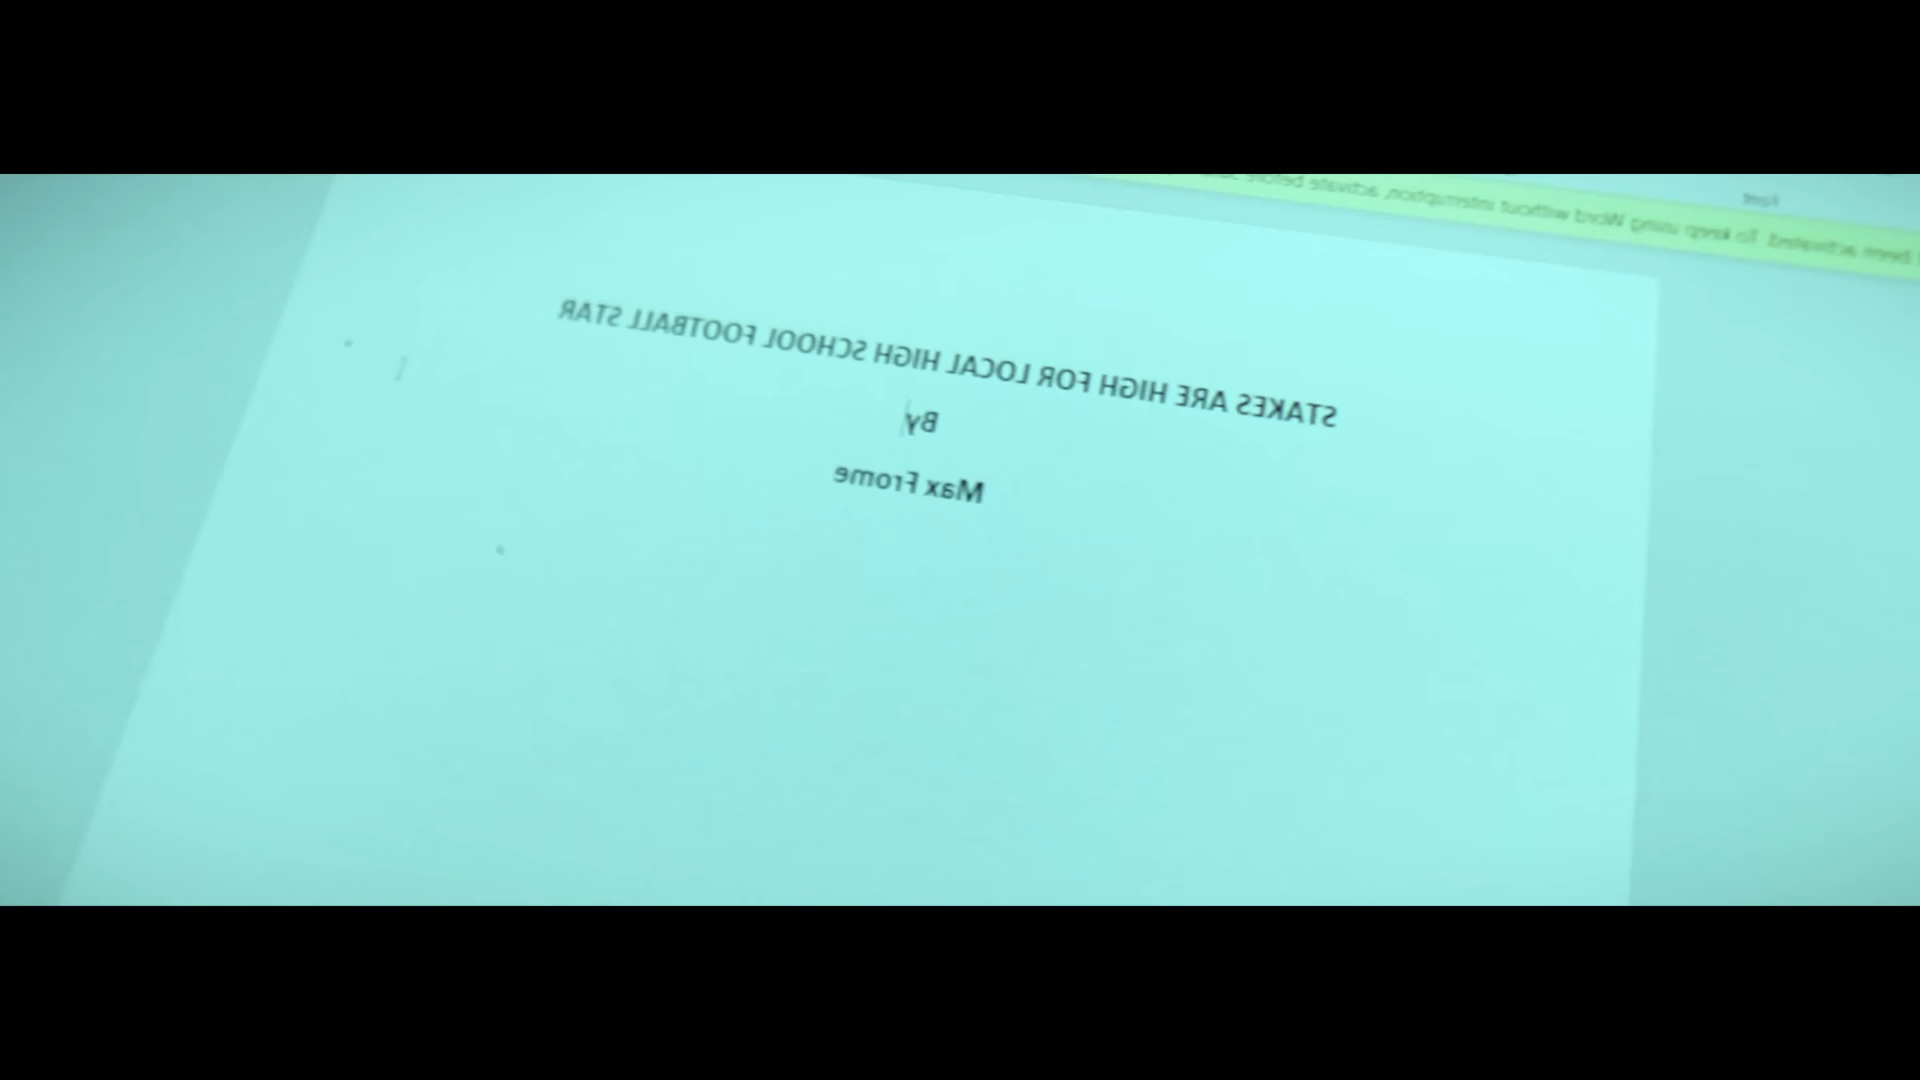 Font
been activated. To keep using Word without interruption, activate before
STAKES ARE HIGH FOR LOCAL HIGH SCHOOL FOOTBALL STAR
By
Max Frome